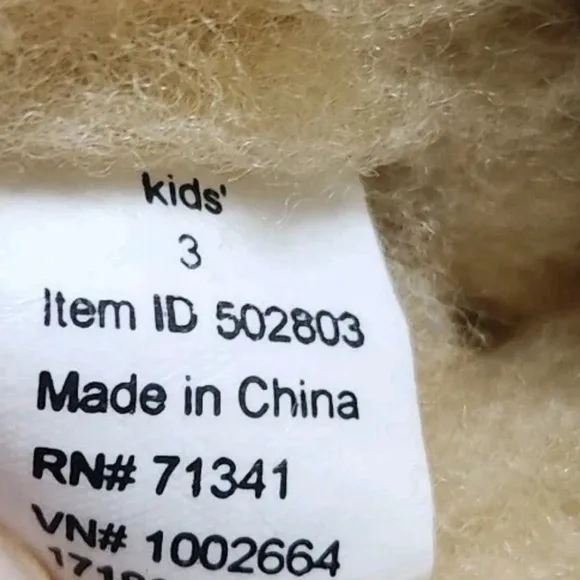 kids'
3
Item ID 502803
Made in China
RN# 71341
VN# 1002664